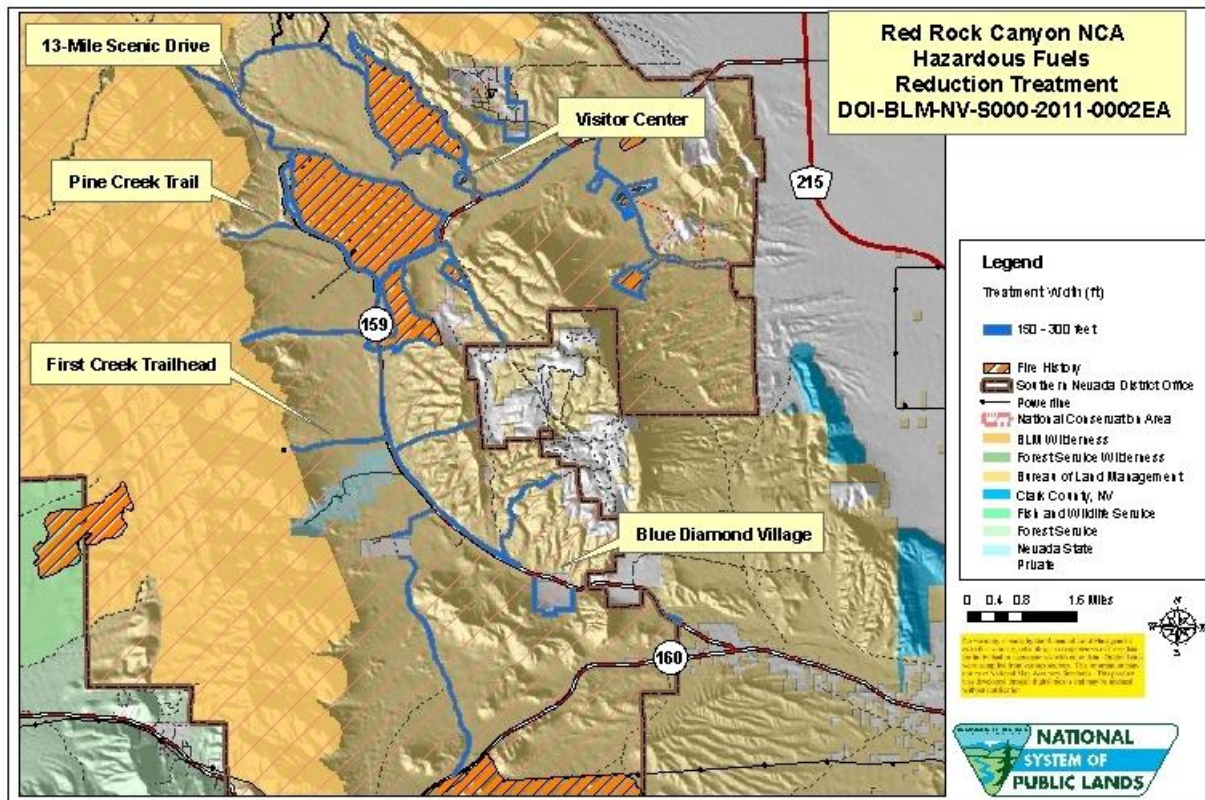 Red Rock Canyon NCA
Hazardous Fuels
Reduction Treatment
DOI-BLM-NV-S000-2011-0002EA
13-Mile Scenic Drive
Visitor Center
Pine Creek Trail
215
159
First Creek Trailhead
Blue Diamond Village
160
Legend
Treatment Width (ft)
150 - 300 feet
Fire History
Southern Nevada District Office
Powerline
National Conservation Area
BLM Wilderness
Forest Service Wilderness
Bureau of Land Management
Clark County, NV
Fish and Wildlife Service
Forest Service
Nevada State
Private
0 0.4 0.8 1.6 Miles
N
W E
S
NATIONAL
SYSTEM OF
PUBLIC LANDS